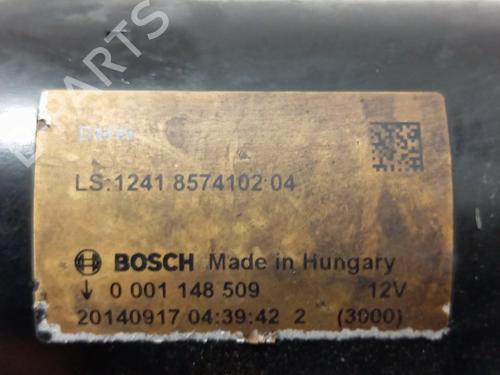 BMW
LS:1241 8574102 04
BOSCH Made in Hungary
↓ 0 001 148 509 12V
20140917 04:39:42 2 (3000)
PARTS